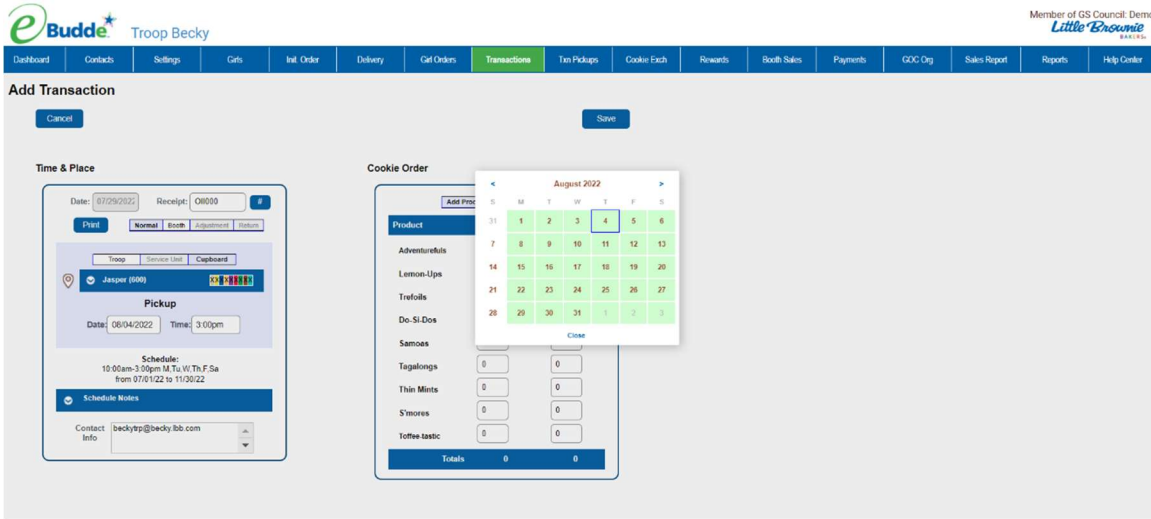 eBudde
Troop Becky
Member of GS Council: Demo
Little Brownie
BAKERS
Dashboard Contacts Settings Girls Init. Order Delivery Girl Orders Transactions Txn Pickups Cookie Exch Rewards Booth Sales Payments GOC Org Sales Report Reports Help Center
Add Transaction
Cancel Save
Time & Place
Date: 07/29/2022 Receipt: #
Print Normal Booth Adjustment Return
Troop Service Unit Cupboard
Jasper (600)
Pickup
Date: 08/04/2022 Time: 3:00pm
Schedule:
10:00am-3:00pm M,Tu,W,Th,F,Sa
from 07/01/22 to 11/30/22
Schedule Notes
Contact Info beckytrp@becky.lbb.com
Cookie Order
Add Pro
Product
Adventurefuls
Lemon-Ups
Trefoils
Do-Si-Dos
Samoas
Tagalongs 0 0
Thin Mints 0 0
S'mores 0 0
Toffee-tastic 0 0
Totals 0 0
< August 2022 >
S M T W T F S
31 1 2 3 4 5 6
7 8 9 10 11 12 13
14 15 16 17 18 19 20
21 22 23 24 25 26 27
28 29 30 31 1 2 3
Close